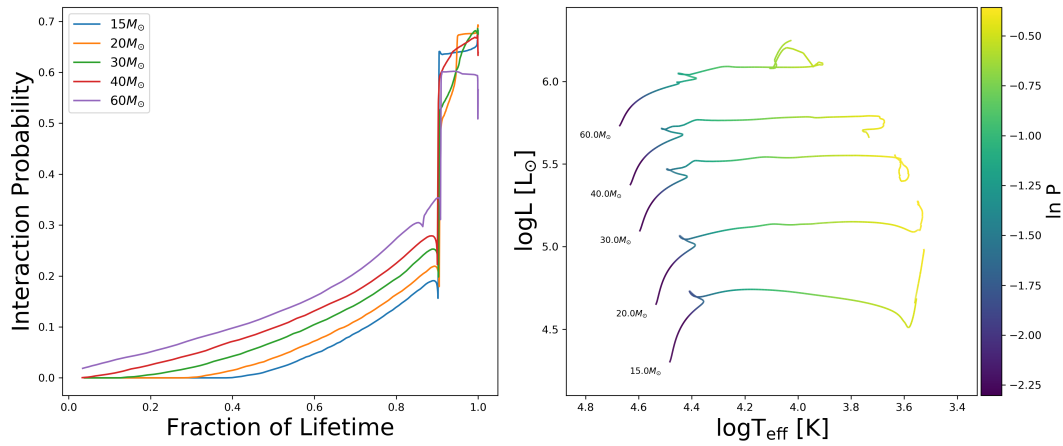 0.7
0.6
0.5
0.4
0.3
0.2
0.1
0.0
Interaction Probability
15M⊙
20M⊙
30M⊙
40M⊙
60M⊙
0.0
0.2
0.4
0.6
0.8
1.0
Fraction of Lifetime
6.0
5.5
5.0
4.5
logL [L⊙]
60.0M⊙
40.0M⊙
30.0M⊙
20.0M⊙
15.0M⊙
4.8
4.6
4.4
4.2
4.0
3.8
3.6
3.4
logTeff [K]
−0.50
−0.75
−1.00
−1.25
−1.50
−1.75
−2.00
−2.25
ln P